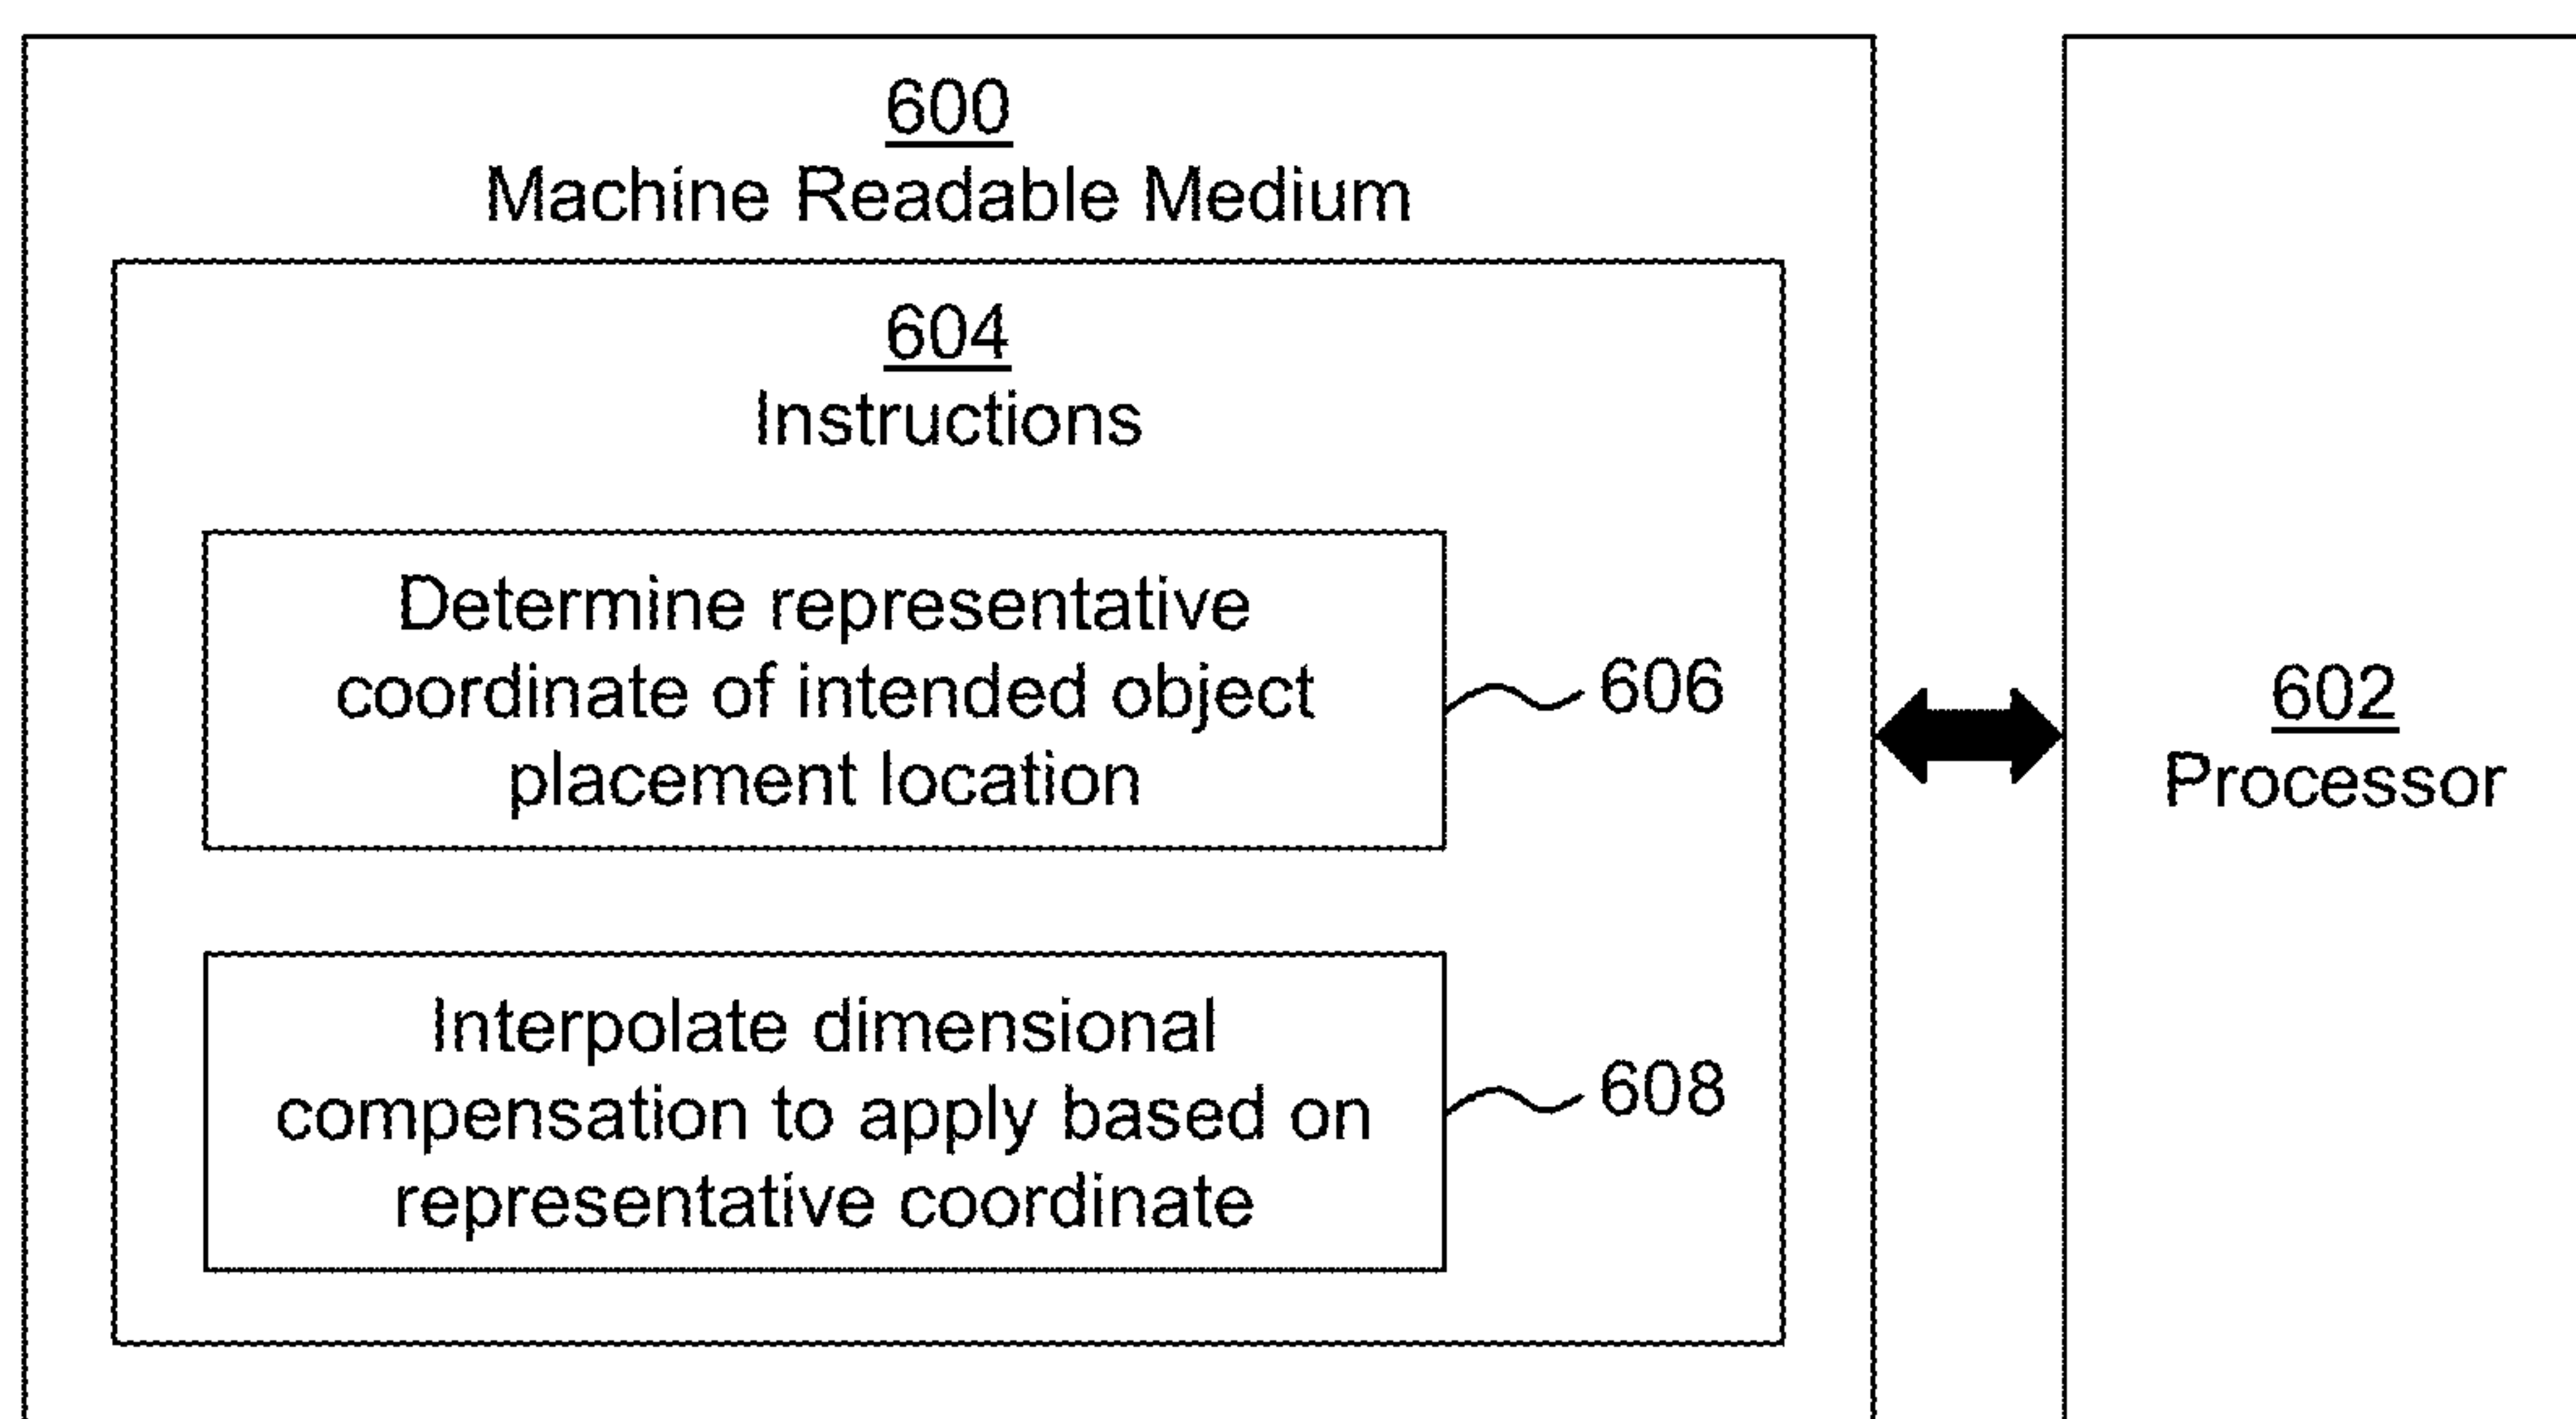 600
Machine Readable Medium
604
Instructions
Determine representative
coordinate of intended object
placement location
606
Interpolate dimensional
compensation to apply based on
representative coordinate
608
602
Processor